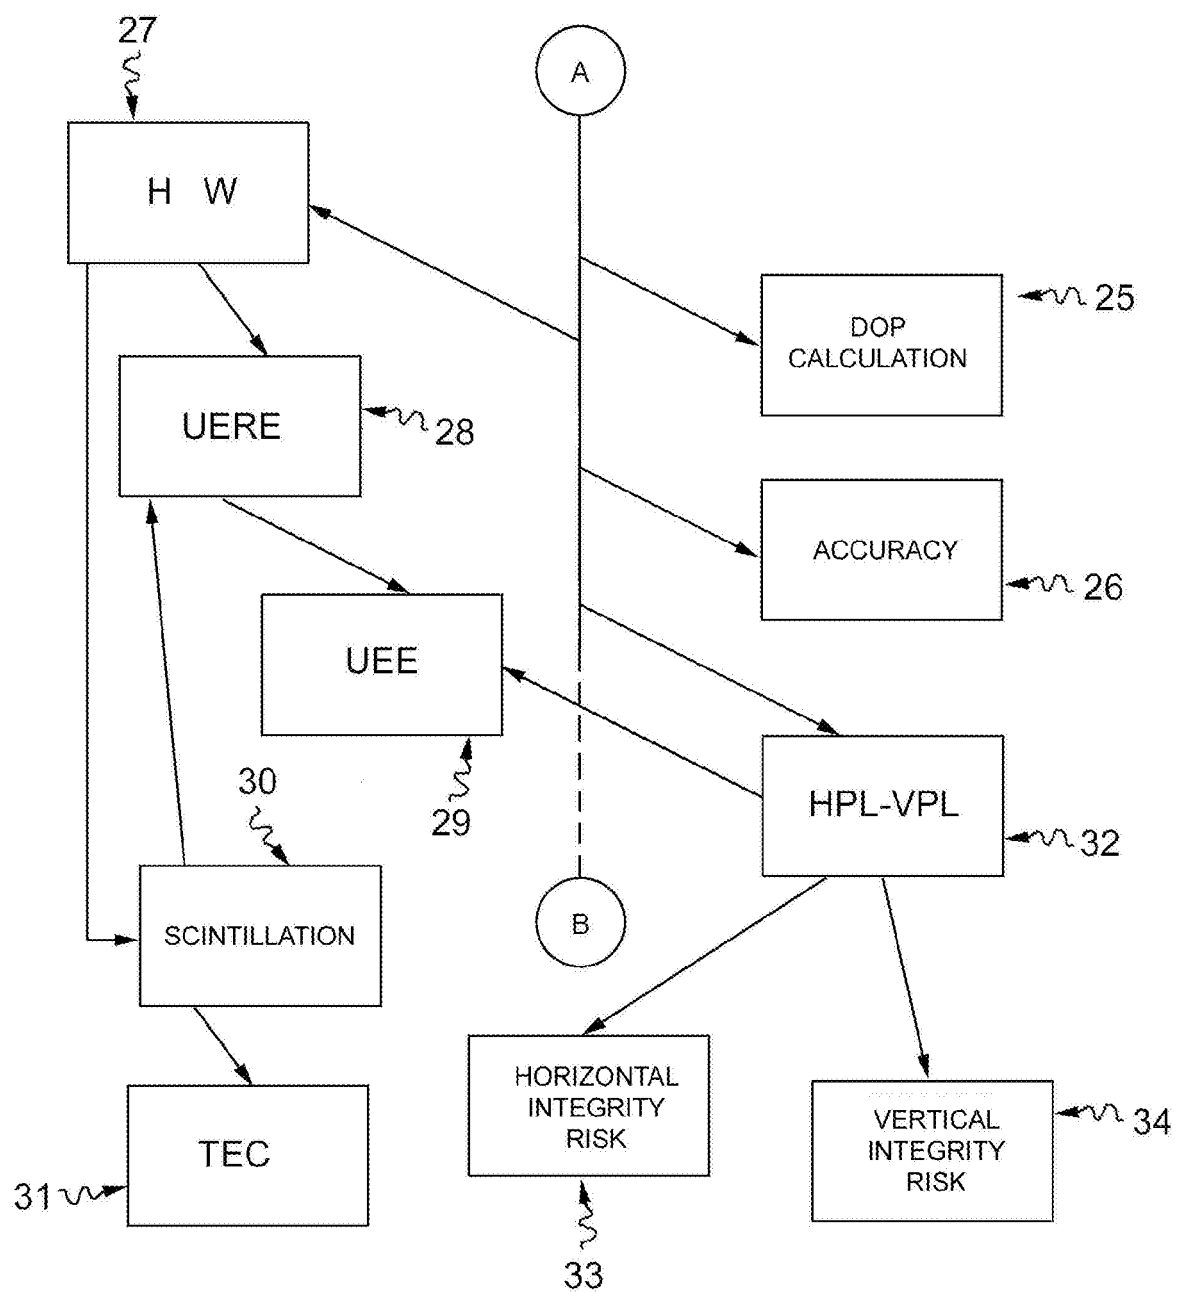 27
A
H W
25
DOP
CALCULATION
UERE
28
ACCURACY
26
UEE
30
29
HPL-VPL
32
B
SCINTILLATION
HORIZONTAL
INTEGRITY
RISK
VERTICAL
INTEGRITY
RISK
34
TEC
31
33